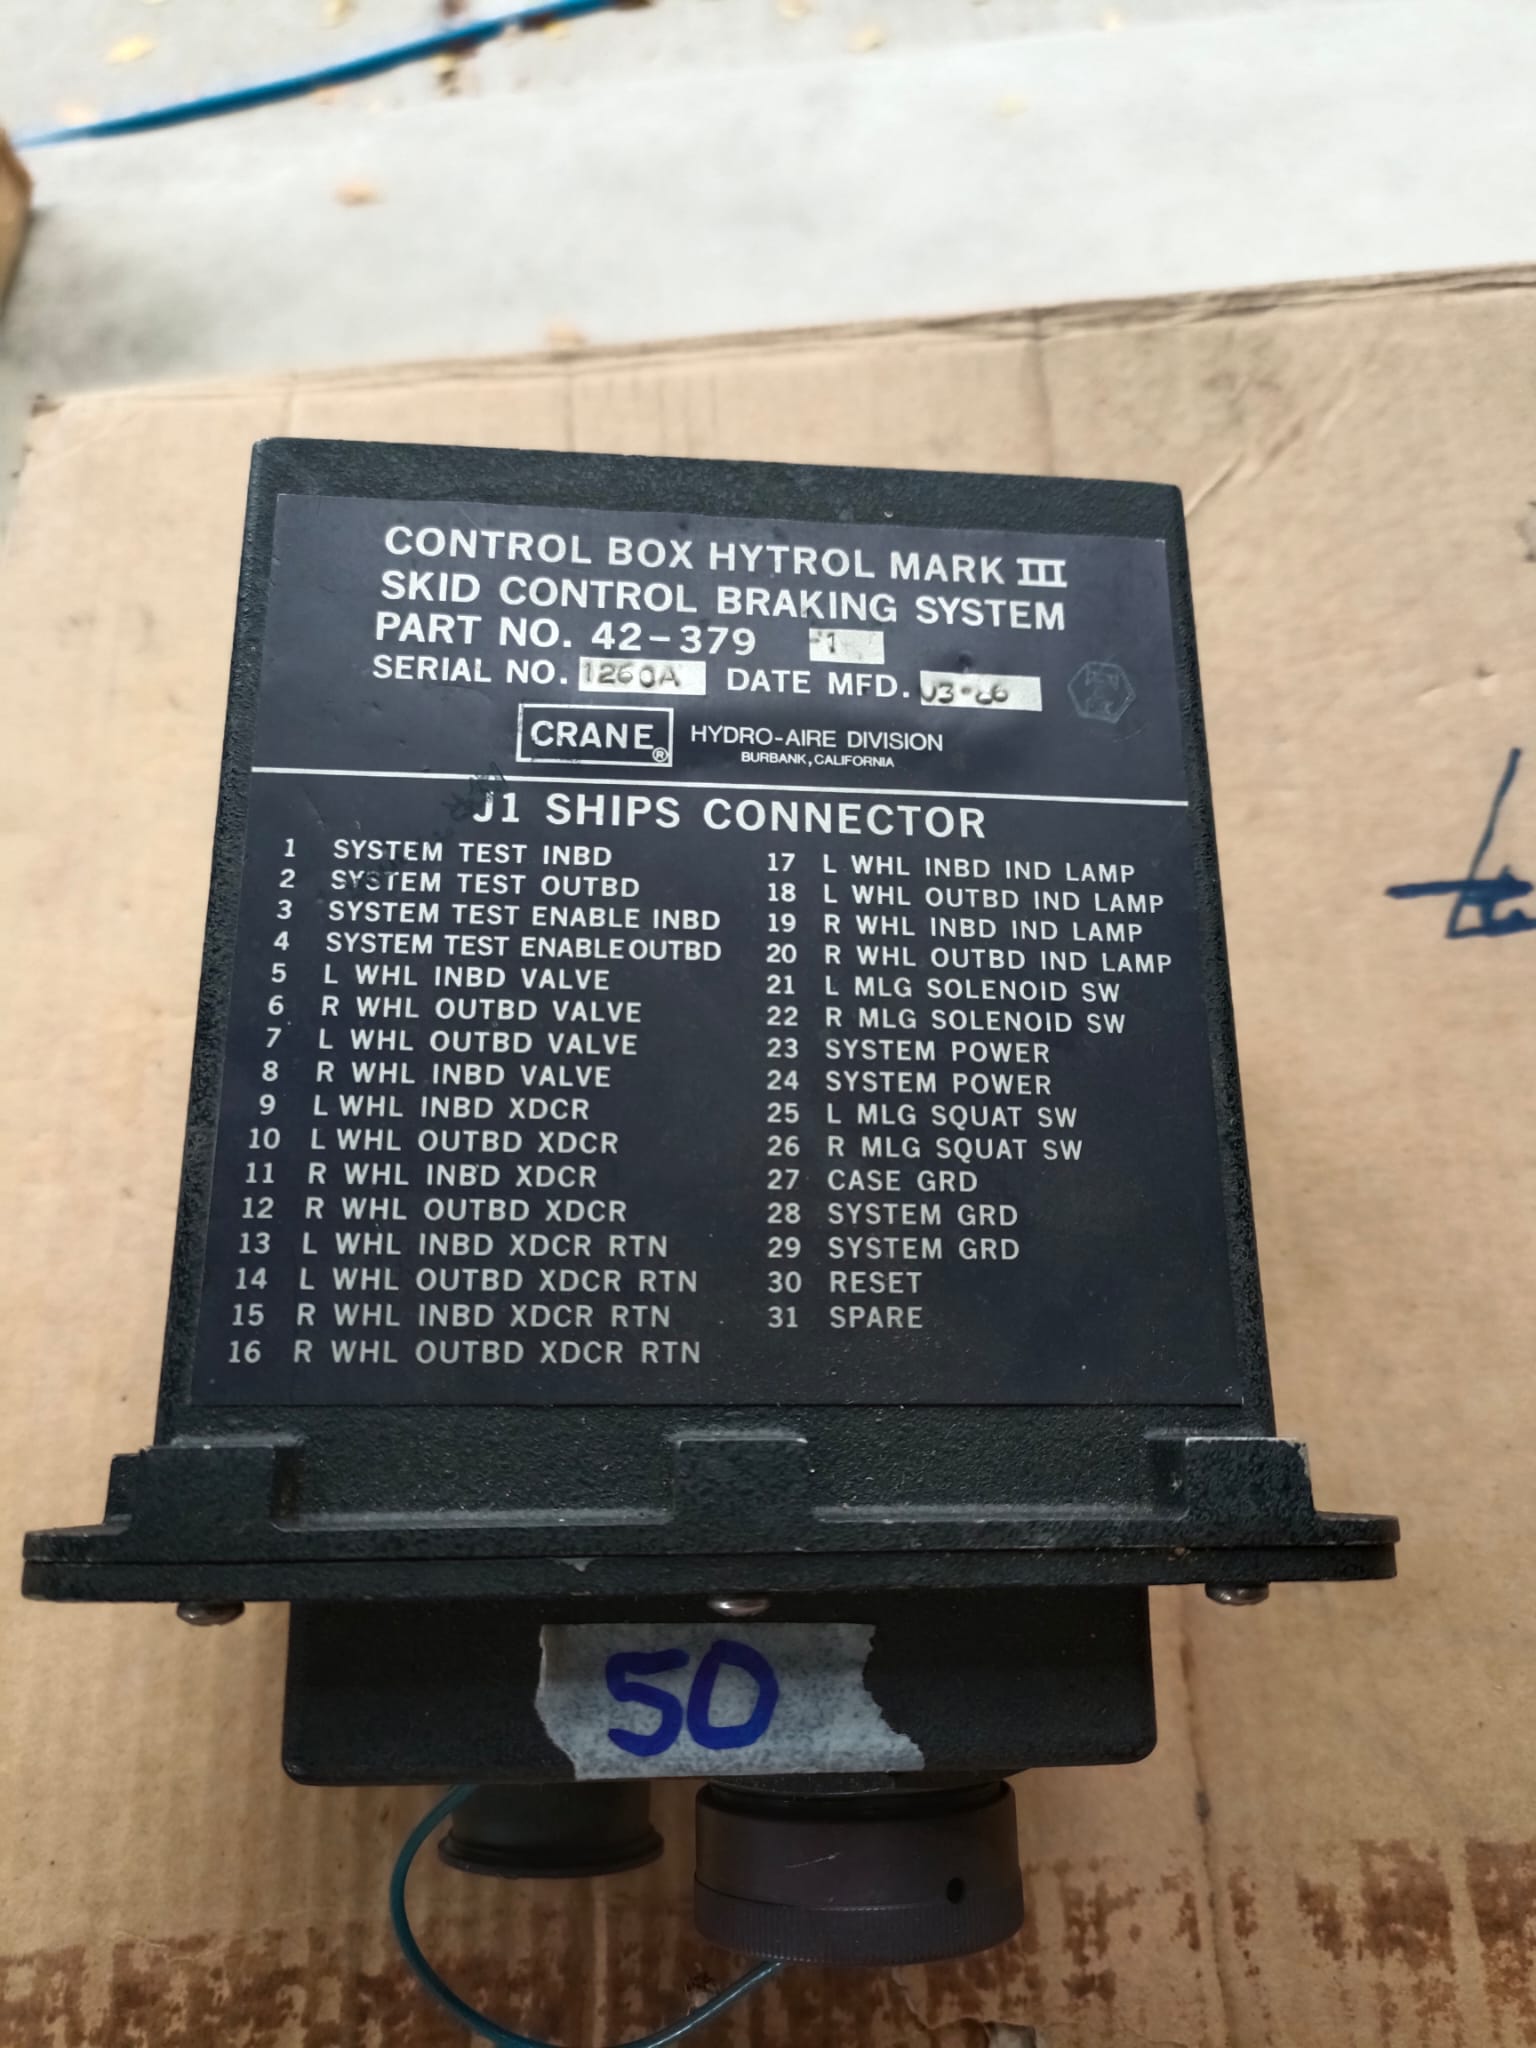 CONTROL BOX HYTROL MARK III
SKID CONTROL BRAKING SYSTEM
PART NO. 42-379 -1
SERIAL NO. 1260A DATE MFD. 03-86
CRANE® HYDRO-AIRE DIVISION
BURBANK, CALIFORNIA
J1 SHIPS CONNECTOR
1 SYSTEM TEST INBD
2 SYSTEM TEST OUTBD
3 SYSTEM TEST ENABLE INBD
4 SYSTEM TEST ENABLE OUTBD
5 L WHL INBD VALVE
6 R WHL OUTBD VALVE
7 L WHL OUTBD VALVE
8 R WHL INBD VALVE
9 L WHL INBD XDCR
10 L WHL OUTBD XDCR
11 R WHL INBD XDCR
12 R WHL OUTBD XDCR
13 L WHL INBD XDCR RTN
14 L WHL OUTBD XDCR RTN
15 R WHL INBD XDCR RTN
16 R WHL OUTBD XDCR RTN
17 L WHL INBD IND LAMP
18 L WHL OUTBD IND LAMP
19 R WHL INBD IND LAMP
20 R WHL OUTBD IND LAMP
21 L MLG SOLENOID SW
22 R MLG SOLENOID SW
23 SYSTEM POWER
24 SYSTEM POWER
25 L MLG SQUAT SW
26 R MLG SQUAT SW
27 CASE GRD
28 SYSTEM GRD
29 SYSTEM GRD
30 RESET
31 SPARE
50